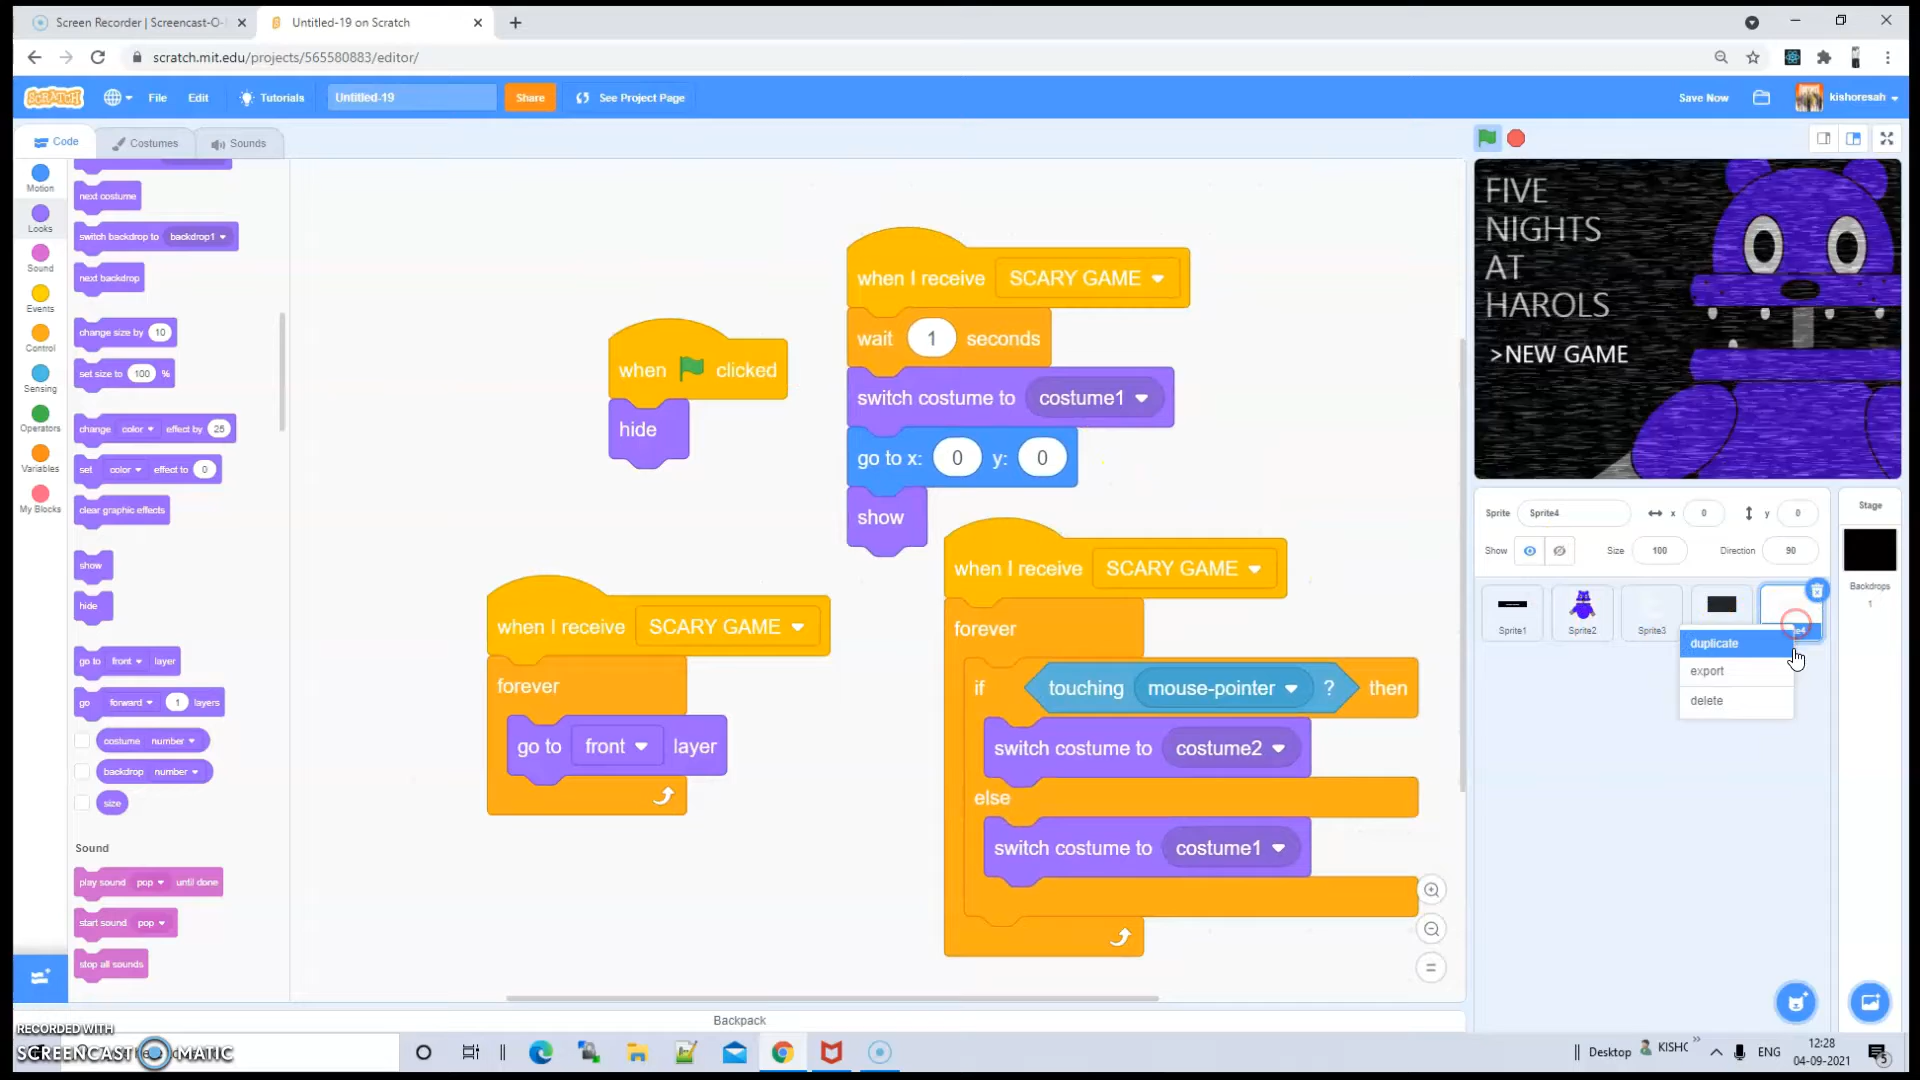 Screen Recorder | Screencast-O-
Untitled-19 on Scratch
scratch.mit.edu/projects/565580883/editor/
SCRATCH
File
Edit
Tutorials
Untitled-19
Share
See Project Page
Save Now
kishoresah
Code
Costumes
Sounds
Motion
Looks
Sound
Events
Control
Sensing
Operators
Variables
My Blocks
next costume
switch backdrop to backdrop1
next backdrop
change size by 10
set size to 100 %
change color effect by 25
set color effect to 0
clear graphic effects
show
hide
go to front layer
go forward 1 layers
costume number
backdrop number
size
Sound
play sound pop until done
start sound pop
stop all sounds
when clicked
hide
when I receive SCARY GAME
wait 1 seconds
switch costume to costume1
go to x: 0 y: 0
show
when I receive SCARY GAME
forever
go to front layer
when I receive SCARY GAME
forever
if touching mouse-pointer ? then
switch costume to costume2
else
switch costume to costume1
FIVE
NIGHTS
AT
HAROLS
>NEW GAME
Sprite Sprite4 x 0 y 0
Show Size 100 Direction 90
Sprite1
Sprite2
Sprite3
duplicate
export
delete
Stage
Backdrops
1
Backpack
RECORDED WITH
SCREENCAST MATIC
Desktop
KISHC
ENG
12:28
04-09-2021
5